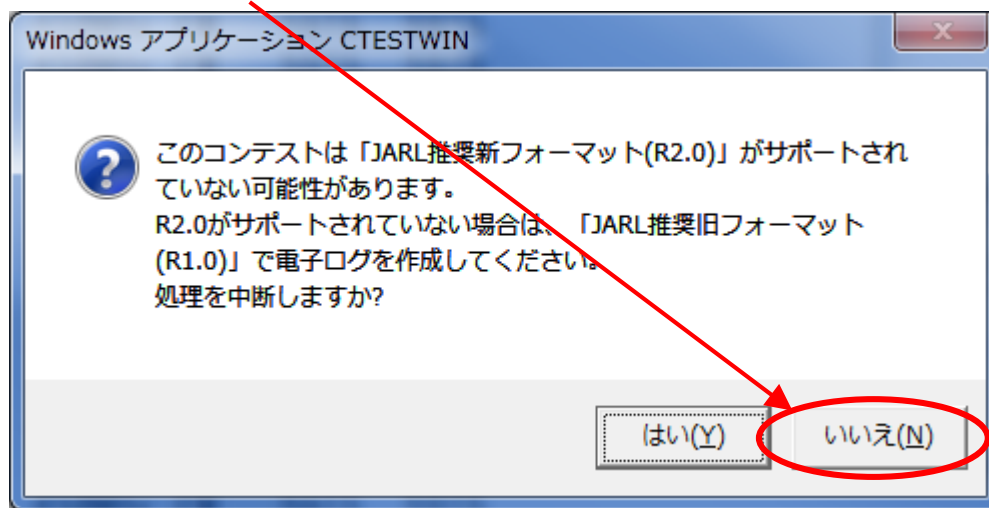 Windows アプリケーション CTESTWIN
このコンテストは「JARL推奨新フォーマット(R2.0)」がサポートされ
ていない可能性があります。
R2.0がサポートされていない場合は、「JARL推奨旧フォーマット
(R1.0)」で電子ログを作成してください。
処理を中断しますか?
はい(Y) いいえ(N)